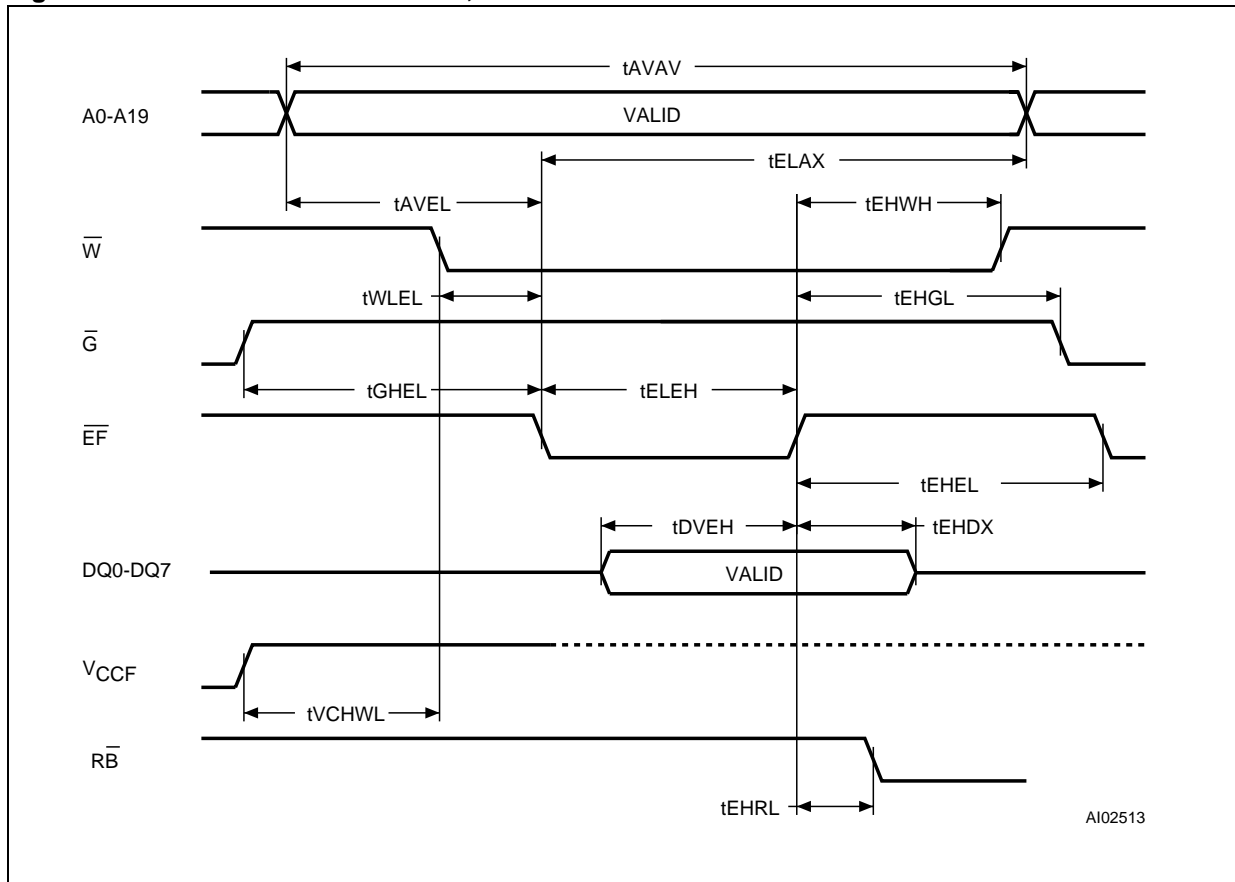 tAVAV
A0-A19 VALID
tELAX
tAVEL tEHWH
W̅
tWLEL tEHGL
G̅
tGHEL tELEH
E̅F̅
tEHEL
tDVEH tEHDX
DQ0-DQ7 VALID
VCCF
tVCHWL
RB̅
tEHRL
AI02513